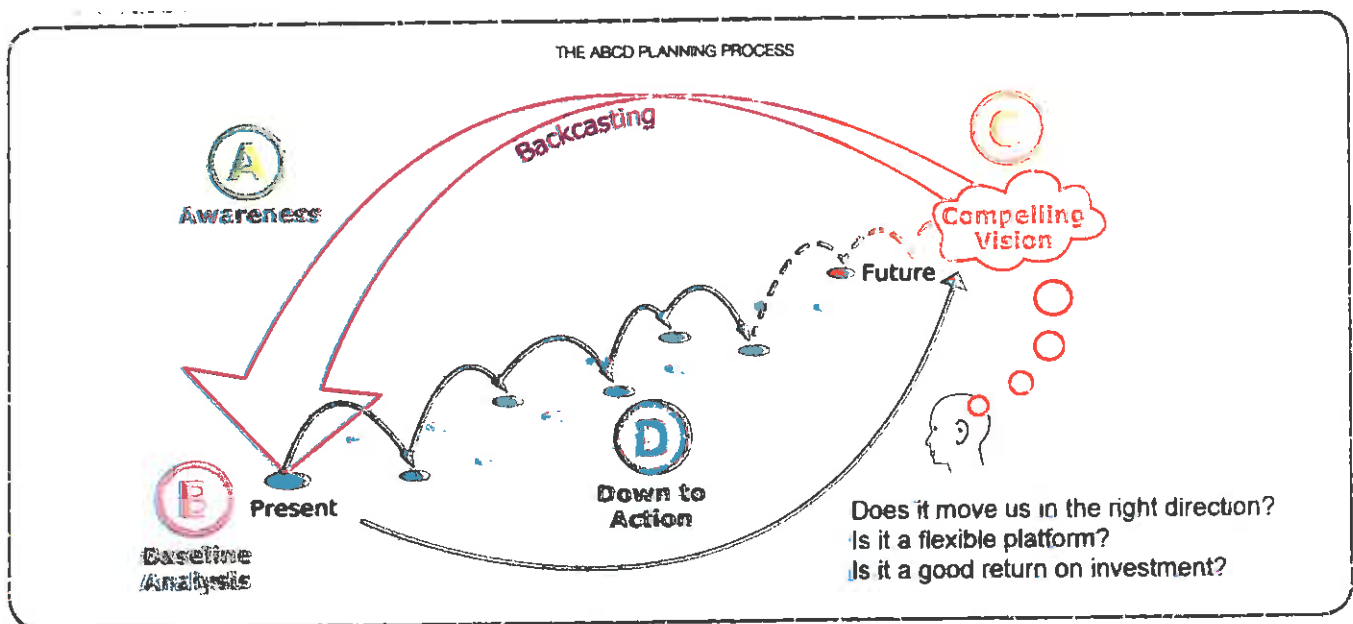 THE ABCD PLANNING PROCESS
Backcasting
A
Awareness
C
Compelling
Vision
Future
D
Down to
Action
B
Present
Baseline
Analysis
Does it move us in the right direction?
Is it a flexible platform?
Is it a good return on investment?